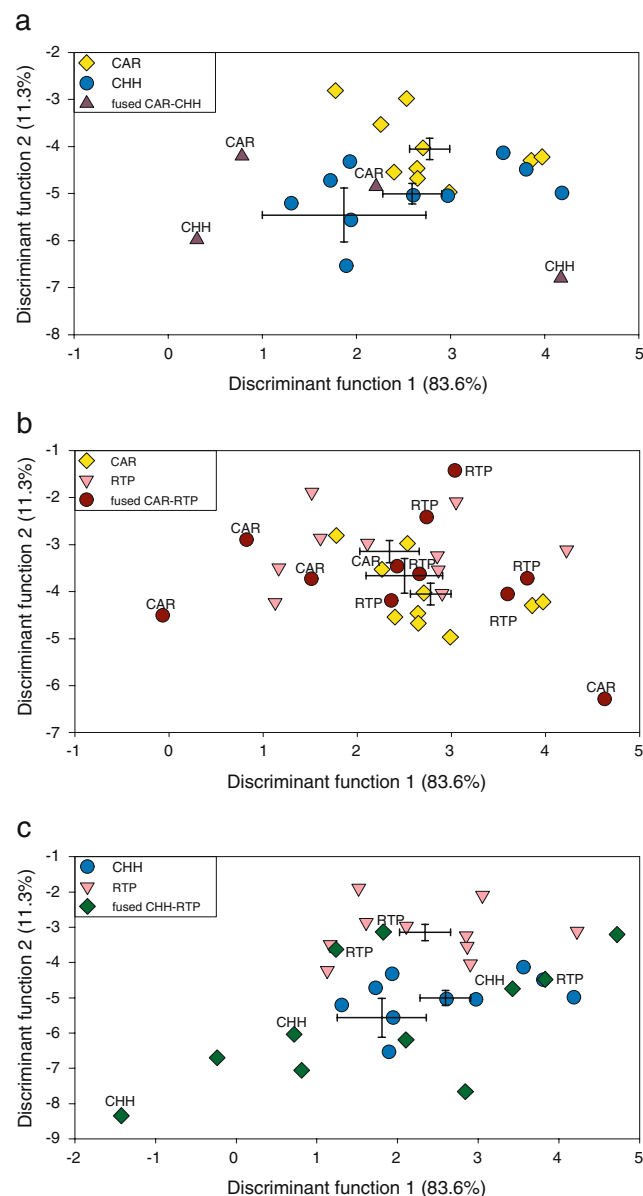 a
Discriminant function 2 (11.3%)
-2
-3
-4
-5
-6
-7
-8
CAR
CHH
fused CAR-CHH
CAR
CAR
CHH
CHH
-1 0 1 2 3 4 5
Discriminant function 1 (83.6%)
b
Discriminant function 2 (11.3%)
-1
-2
-3
-4
-5
-6
-7
CAR
RTP
fused CAR-RTP
RTP
RTP
CAR
CAR RTP
CAR
RTP
CAR
RTP
RTP
CAR
-1 0 1 2 3 4 5
Discriminant function 1 (83.6%)
c
Discriminant function 2 (11.3%)
-1
-2
-3
-4
-5
-6
-7
-8
-9
CHH
RTP
fused CHH-RTP
RTP
RTP
CHH RTP
CHH
CHH
-2 -1 0 1 2 3 4 5
Discriminant function 1 (83.6%)